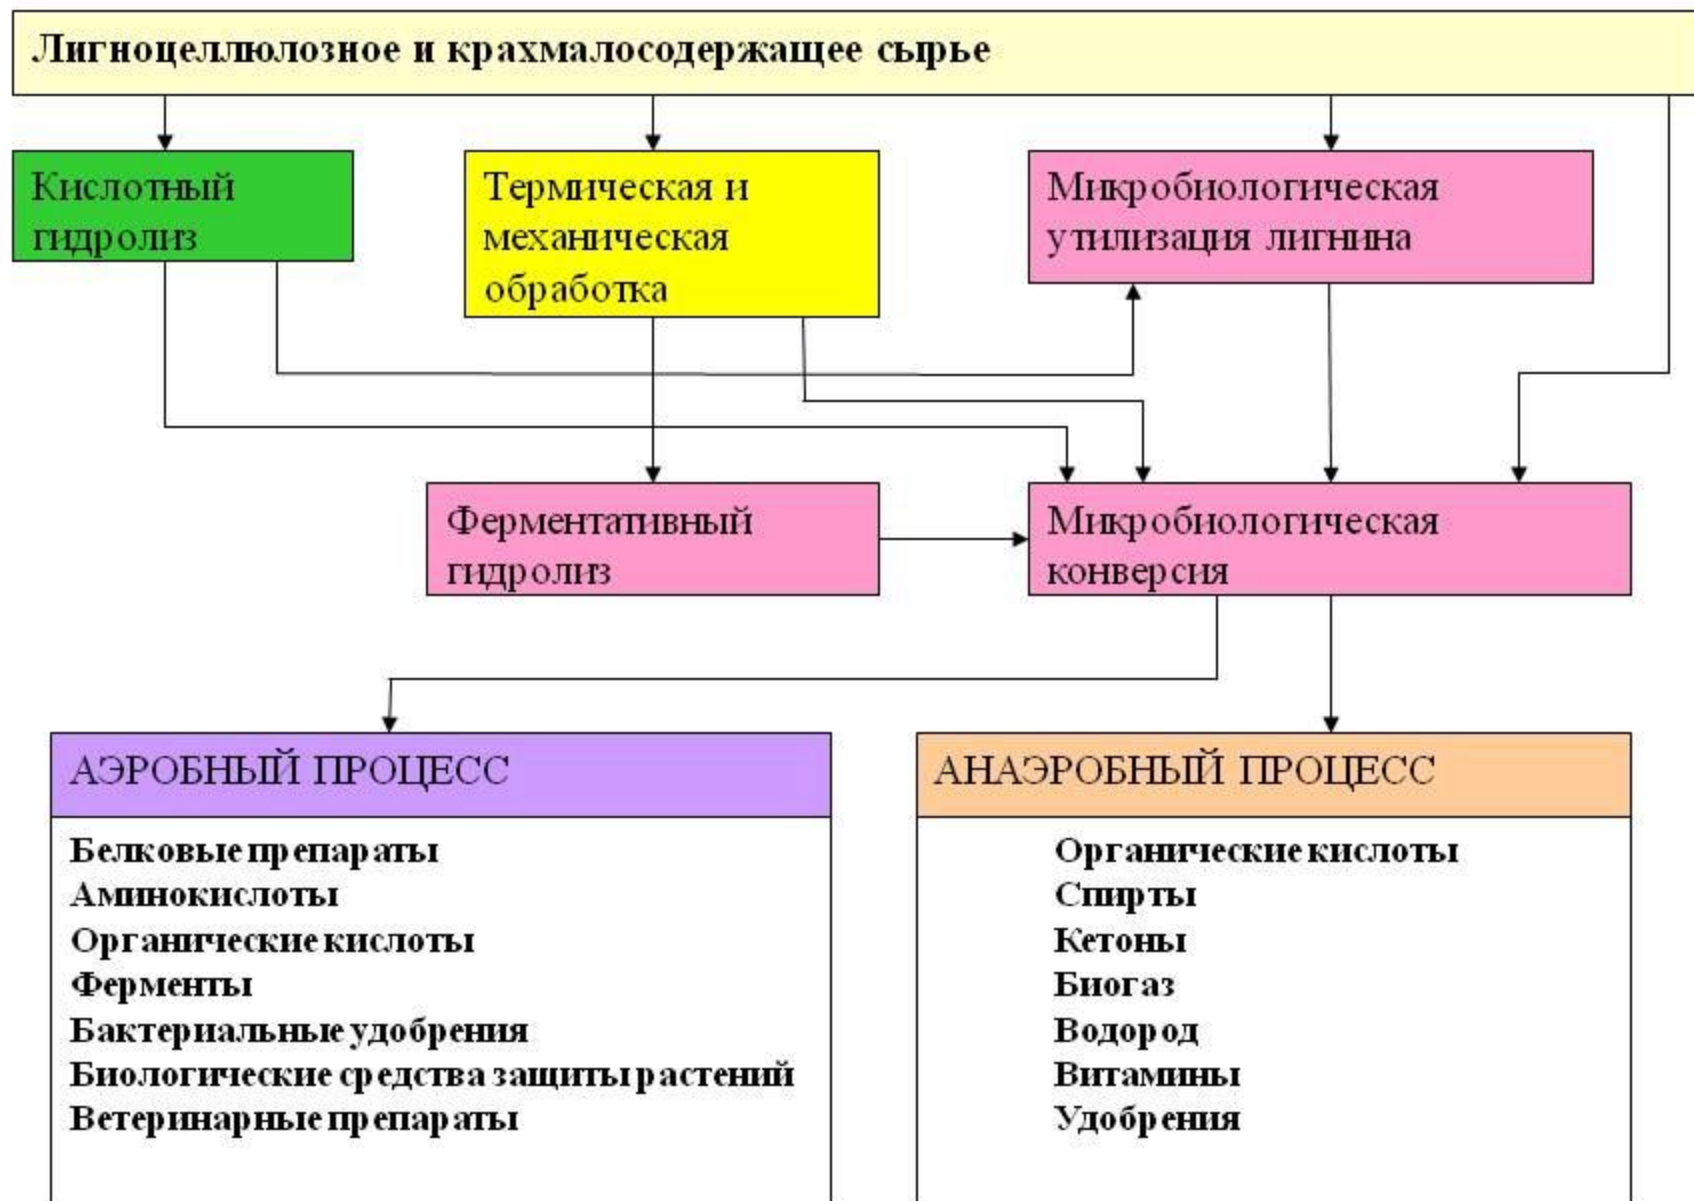 Лигноцеллюлозное и крахмалосодержащее сырье
Кислотный
гидролиз
Термическая и
механическая
обработка
Микробиологическая
утилизация лигнина
Ферментативный
гидролиз
Микробиологическая
конверсия
АЭРОБНЫЙ ПРОЦЕСС
Белковые препараты
Аминокислоты
Органические кислоты
Ферменты
Бактериальные удобрения
Биологические средства защиты растений
Ветеринарные препараты
АНАЭРОБНЫЙ ПРОЦЕСС
Органические кислоты
Спирты
Кетоны
Биогаз
Водород
Витамины
Удобрения